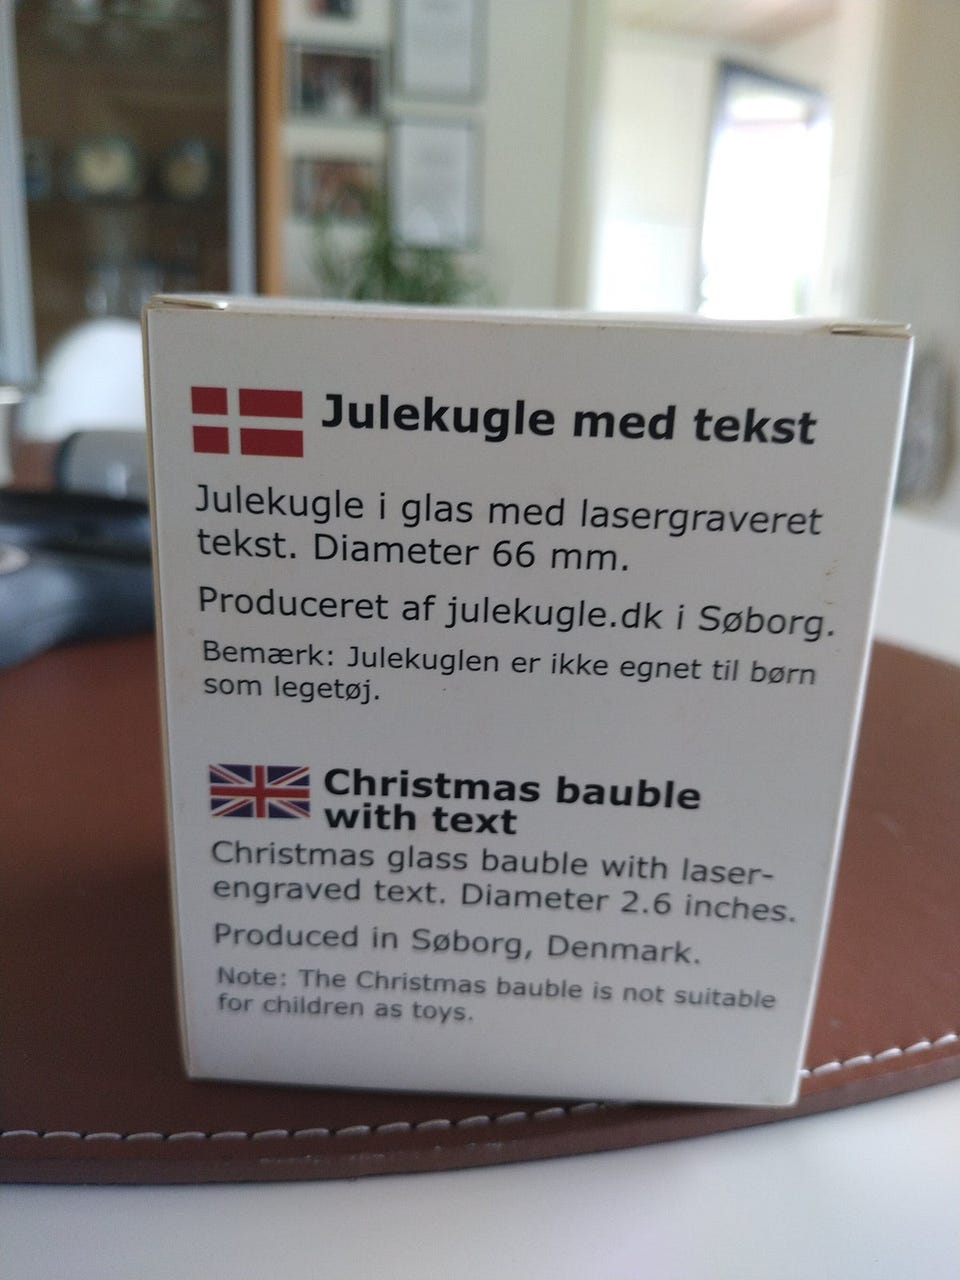 Julekugle med tekst
Julekugle i glas med lasergraveret
tekst. Diameter 66 mm.
Produceret af julekugle.dk i Søborg.
Bemærk: Julekuglen er ikke egnet til børn
som legetøj.
Christmas bauble
with text
Christmas glass bauble with laser-
engraved text. Diameter 2.6 inches.
Produced in Søborg, Denmark.
Note: The Christmas bauble is not suitable
for children as toys.